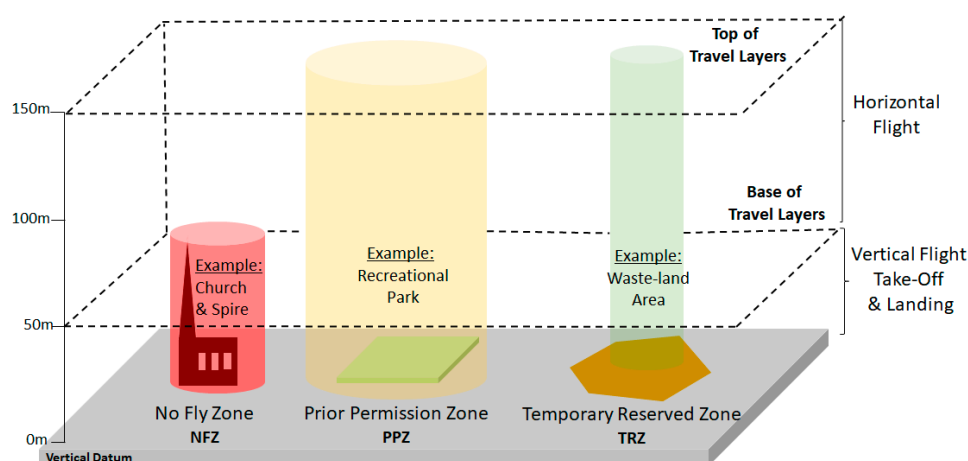 Top of
Travel Layers
150m
Horizontal
Flight
Base of
Travel Layers
100m
Example:
Church
& Spire
Example:
Recreational
Park
Example:
Waste-land
Area
Vertical Flight
Take-Off
& Landing
50m
No Fly Zone
NFZ
Prior Permission Zone
PPZ
Temporary Reserved Zone
TRZ
0m
Vertical Datum